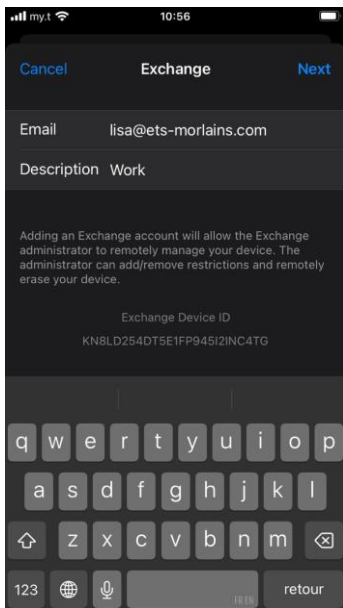 my.t 10:56
Cancel Exchange Next
Email lisa@ets-morlains.com
Description Work
Adding an Exchange account will allow the Exchange
administrator to remotely manage your device. The
administrator can add/remove restrictions and remotely
erase your device.
Exchange Device ID
KN8LD254DT5E1FP945I2INC4TG
q w e r t y u i o p
a s d f g h j k l
z x c v b n m
123 FR EN retour